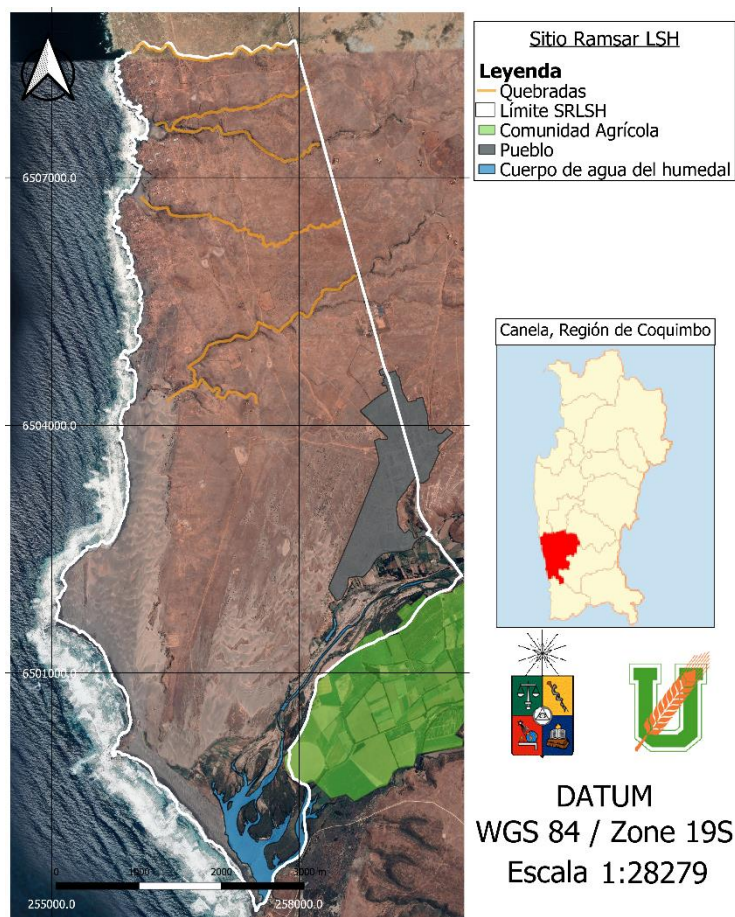 Sitio Ramsar LSH
Leyenda
Quebradas
Límite SRLSH
Comunidad Agrícola
Pueblo
Cuerpo de agua del humedal
6507000.0
6504000.0
6501000.0
Canela, Región de Coquimbo
DATUM
WGS 84 / Zone 19S
Escala 1:28279
0 1000 2000 3000 m
255000.0 258000.0